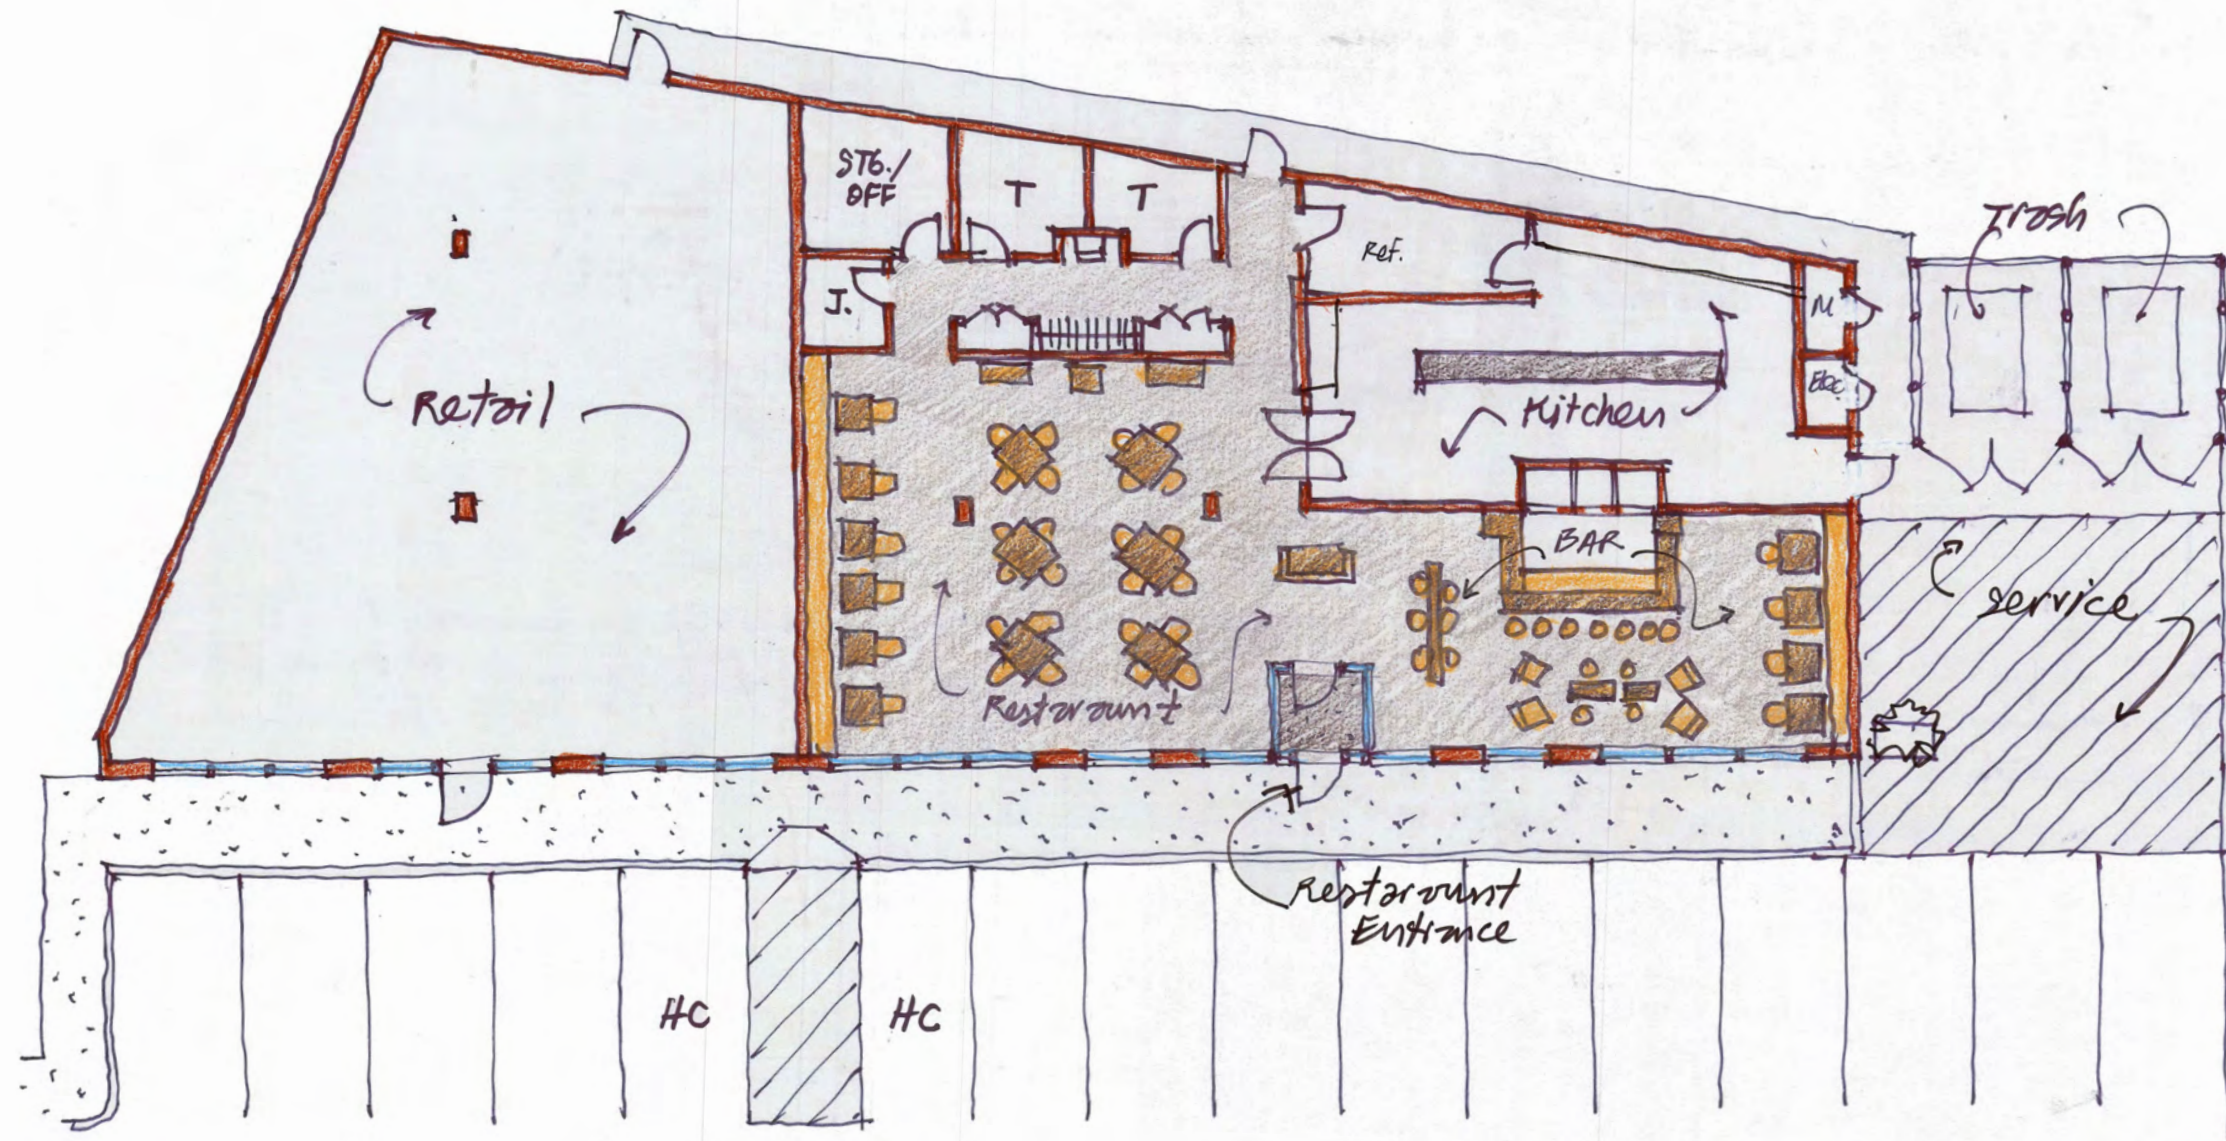 STG./
OFF
T
T
Trash
Ref.
J.
M
Elec
Retail
Kitchen
BAR
Service
Restaraunt
Restaraunt
Entrance
HC
HC